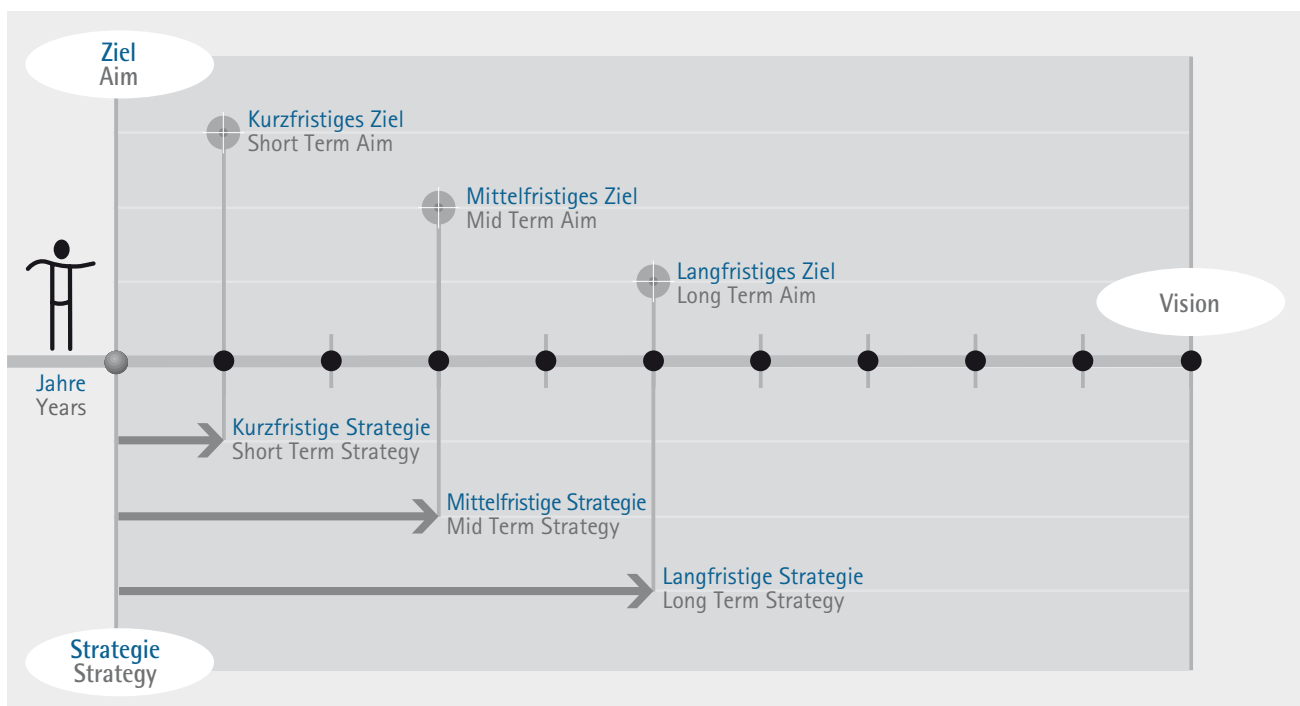 Ziel
Aim
Kurzfristiges Ziel
Short Term Aim
Mittelfristiges Ziel
Mid Term Aim
Langfristiges Ziel
Long Term Aim
Vision
Jahre
Years
Kurzfristige Strategie
Short Term Strategy
Mittelfristige Strategie
Mid Term Strategy
Langfristige Strategie
Long Term Strategy
Strategie
Strategy